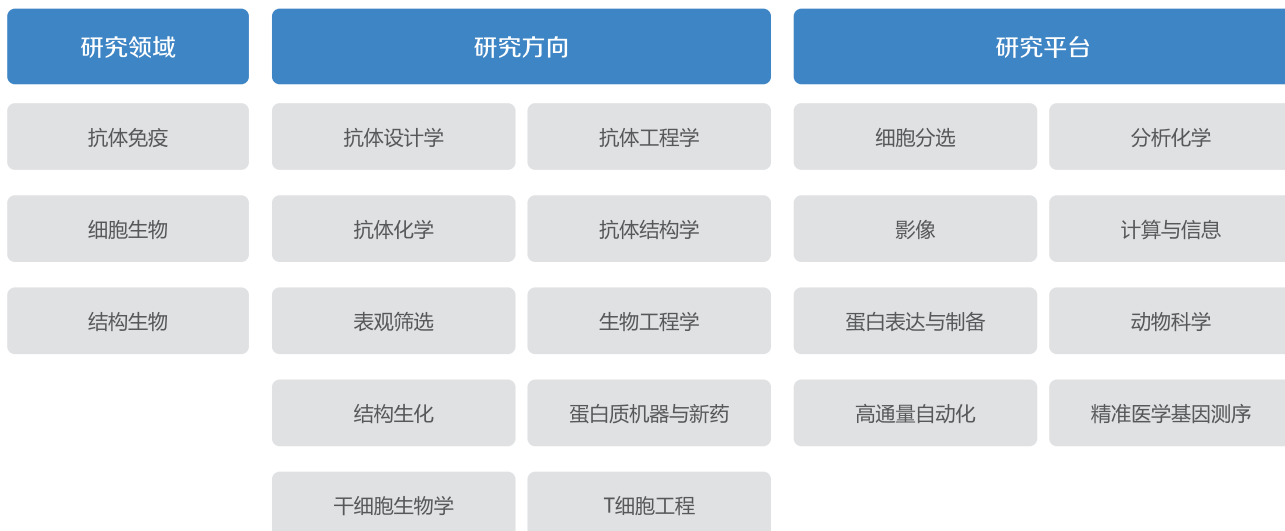 研究领域
研究方向
研究平台
抗体免疫
抗体设计学
抗体工程学
细胞分选
分析化学
细胞生物
抗体化学
抗体结构学
影像
计算与信息
结构生物
表观筛选
生物工程学
蛋白表达与制备
动物科学
结构生化
蛋白质机器与新药
高通量自动化
精准医学基因测序
干细胞生物学
T细胞工程